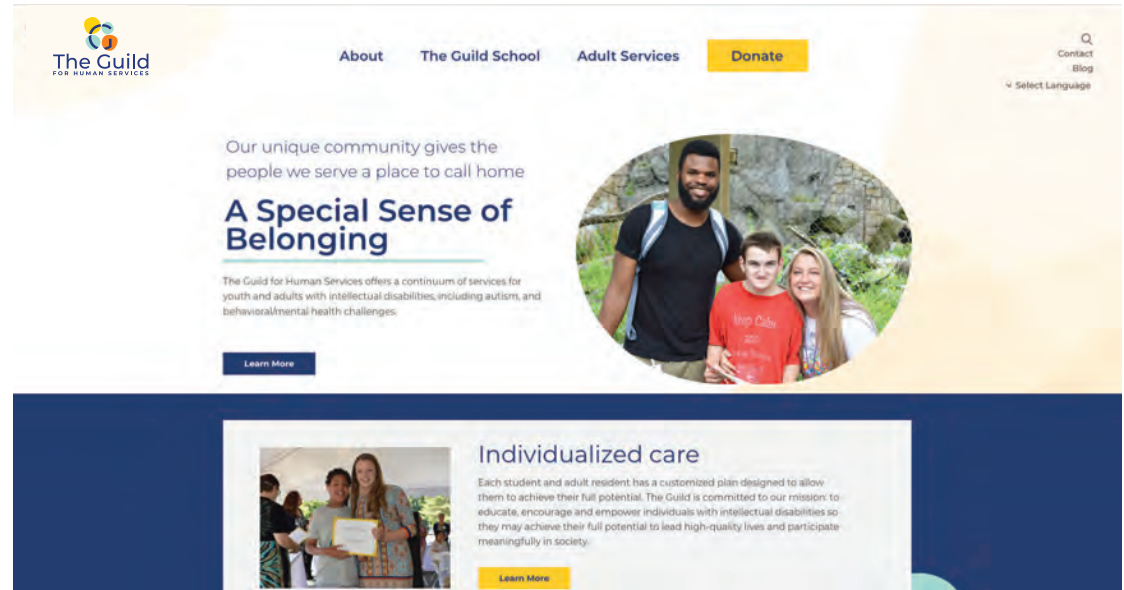 The Guild
FOR HUMAN SERVICES
About
The Guild School
Adult Services
Donate
Contact
Blog
Select Language
Our unique community gives the
people we serve a place to call home
A Special Sense of
Belonging
The Guild for Human Services offers a continuum of services for
youth and adults with intellectual disabilities, including autism, and
behavioral/mental health challenges.
Learn More
Individualized care
Each student and adult resident has a customized plan designed to allow
them to achieve their full potential. The Guild is committed to our mission: to
educate, encourage and empower individuals with intellectual disabilities so
they may achieve their full potential to lead high-quality lives and participate
meaningfully in society.
Learn More